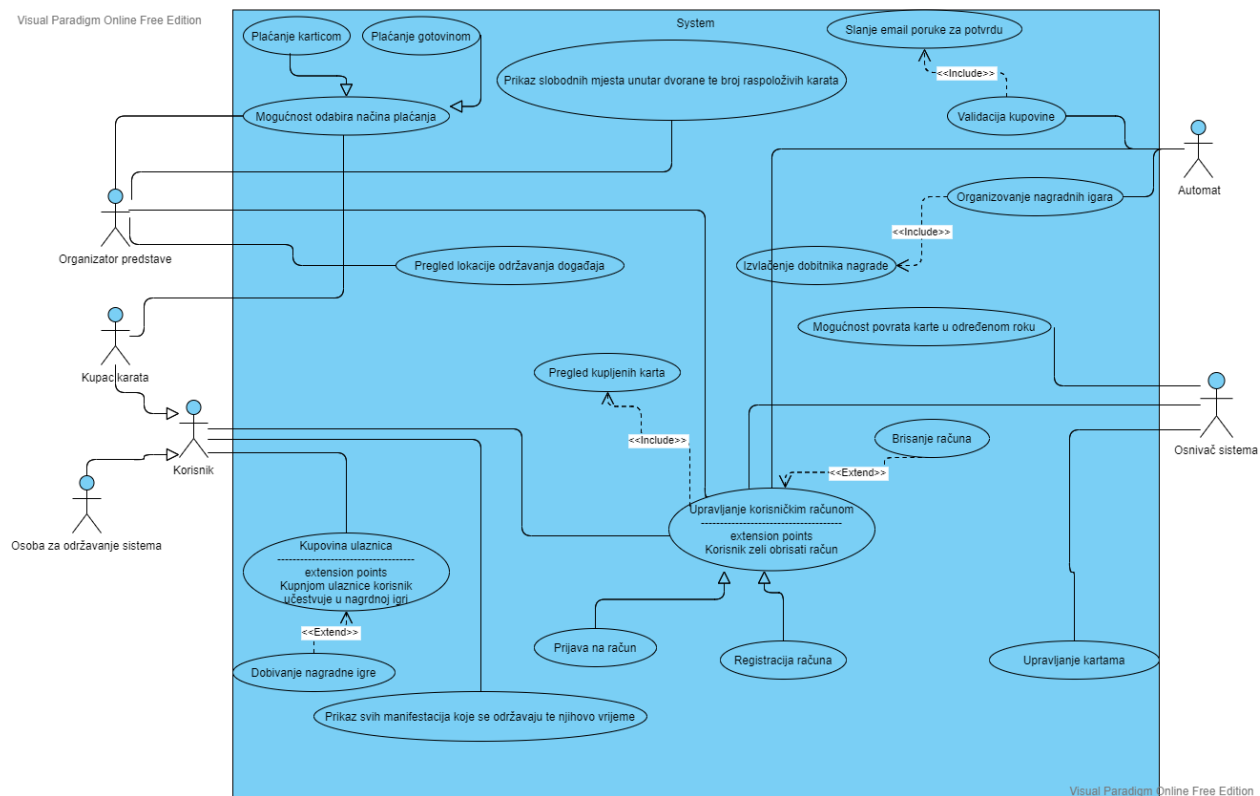 Visual Paradigm Online Free Edition
System
Plaćanje karticom
Plaćanje gotovinom
Slanje email poruke za potvrdu
<<Include>>
Prikaz slobodnih mjesta unutar dvorane te broj raspoloživih karata
Mogućnost odabira načina plaćanja
Validacija kupovine
Automat
Organizovanje nagradnih igara
<<Include>>
Organizator predstave
Pregled lokacije održavanja događaja
Izvlačenje dobitnika nagrade
Mogućnost povrata karte u određenom roku
Kupac karata
Pregled kupljenih karta
<<Include>>
Brisanje računa
Osnivač sistema
Korisnik
<<Extend>>
Osoba za održavanje sistema
Upravljanje korisničkim računom
extension points
Korisnik zeli obrisati račun
Kupovina ulaznica
extension points
Kupnjom ulaznice korisnik
učestvuje u nagrdnoj igri
<<Extend>>
Prijava na račun
Registracija računa
Upravljanje kartama
Dobivanje nagradne igre
Prikaz svih manifestacija koje se održavaju te njihovo vrijeme
Visual Paradigm Online Free Edition